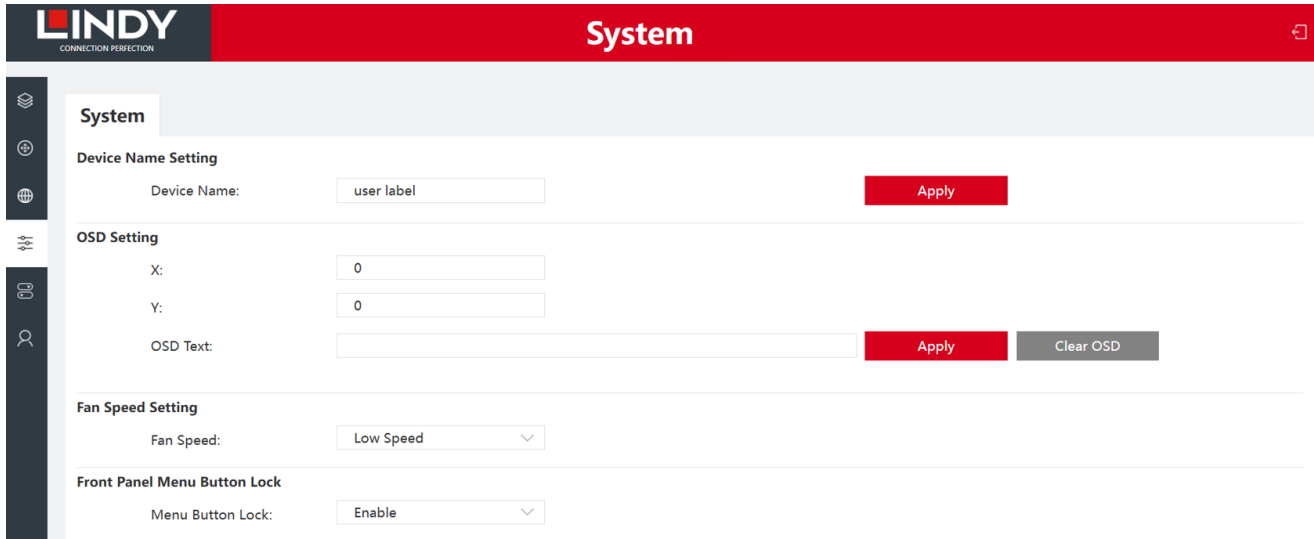 LINDY
CONNECTION PERFECTION
System
System
Device Name Setting
Device Name: user label Apply
OSD Setting
X: 0
Y: 0
OSD Text: Apply Clear OSD
Fan Speed Setting
Fan Speed: Low Speed
Front Panel Menu Button Lock
Menu Button Lock: Enable